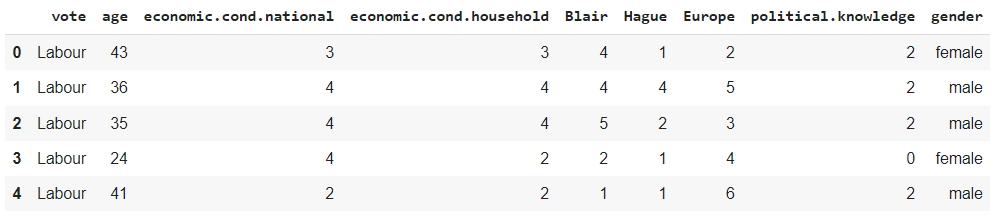 vote age economic.cond.national economic.cond.household Blair Hague Europe political.knowledge gender
0 Labour 43 3 3 4 1 2 2 female
1 Labour 36 4 4 4 4 5 2 male
2 Labour 35 4 4 5 2 3 2 male
3 Labour 24 4 2 2 1 4 0 female
4 Labour 41 2 2 1 1 6 2 male